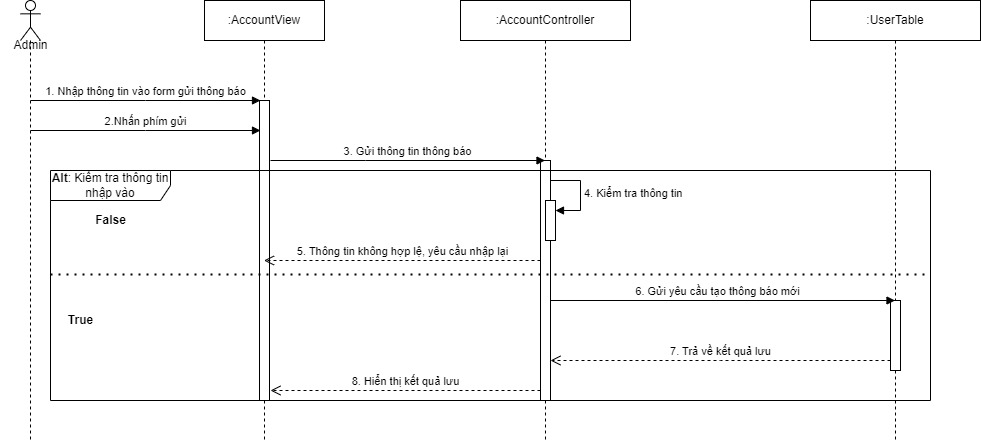 :AccountView
:AccountController
:UserTable
Admin
1. Nhập thông tin vào form gửi thông báo
2.Nhấn phím gửi
3. Gửi thông tin thông báo
Alt: Kiểm tra thông tin
nhập vào
4. Kiểm tra thông tin
False
5. Thông tin không hợp lệ, yêu cầu nhập lại
6. Gửi yêu cầu tạo thông báo mới
True
7. Trả về kết quả lưu
8. Hiển thị kết quả lưu